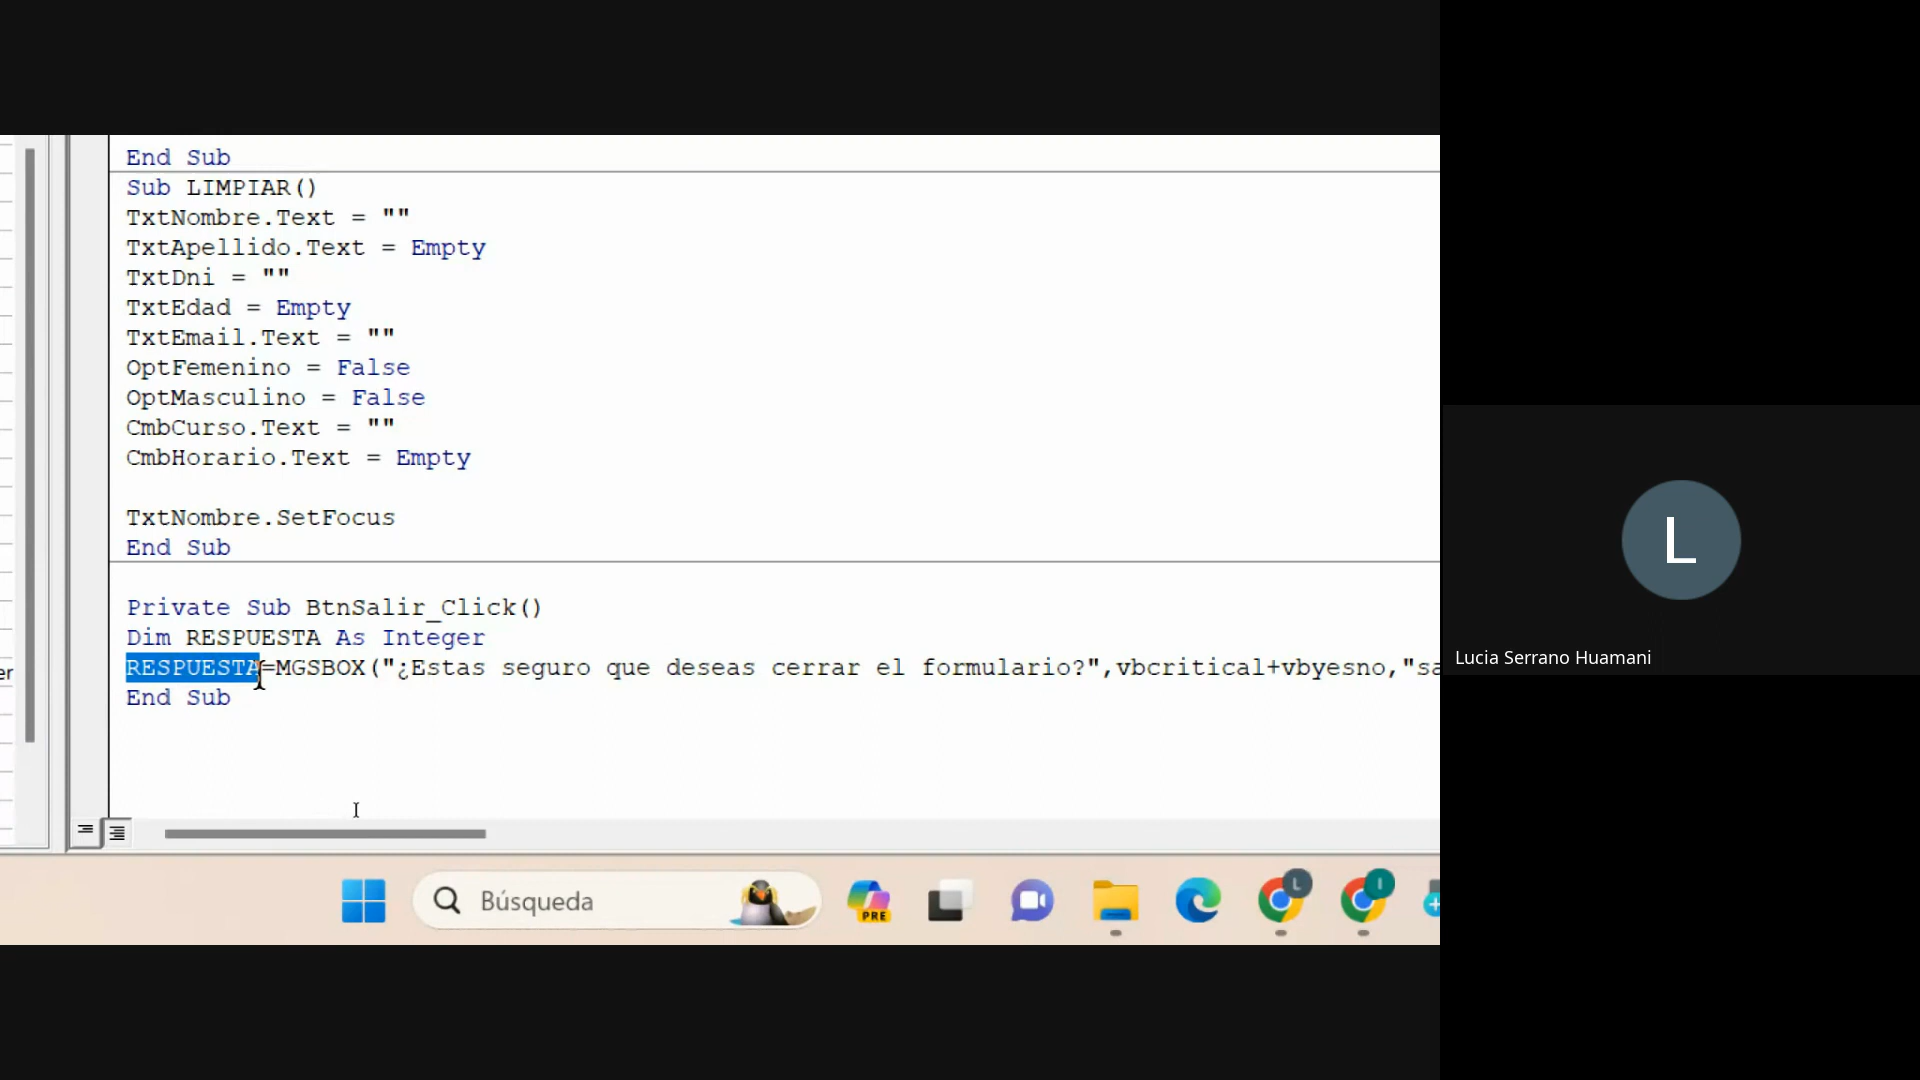 End Sub
Sub LIMPIAR()
TxtNombre.Text = ""
TxtApellido.Text = Empty
TxtDni = ""
TxtEdad = Empty
TxtEmail.Text = ""
OptFemenino = False
OptMasculino = False
CmbCurso.Text = ""
CmbHorario.Text = Empty
TxtNombre.SetFocus
End Sub
Private Sub BtnSalir_Click()
Dim RESPUESTA As Integer
er
RESPUESTA=MGSBOX("¿Estas seguro que deseas cerrar el formulario?",vbcritical+vbyesno,"sa
End Sub
Búsqueda
PRE
L
I
L
Lucia Serrano Huamani